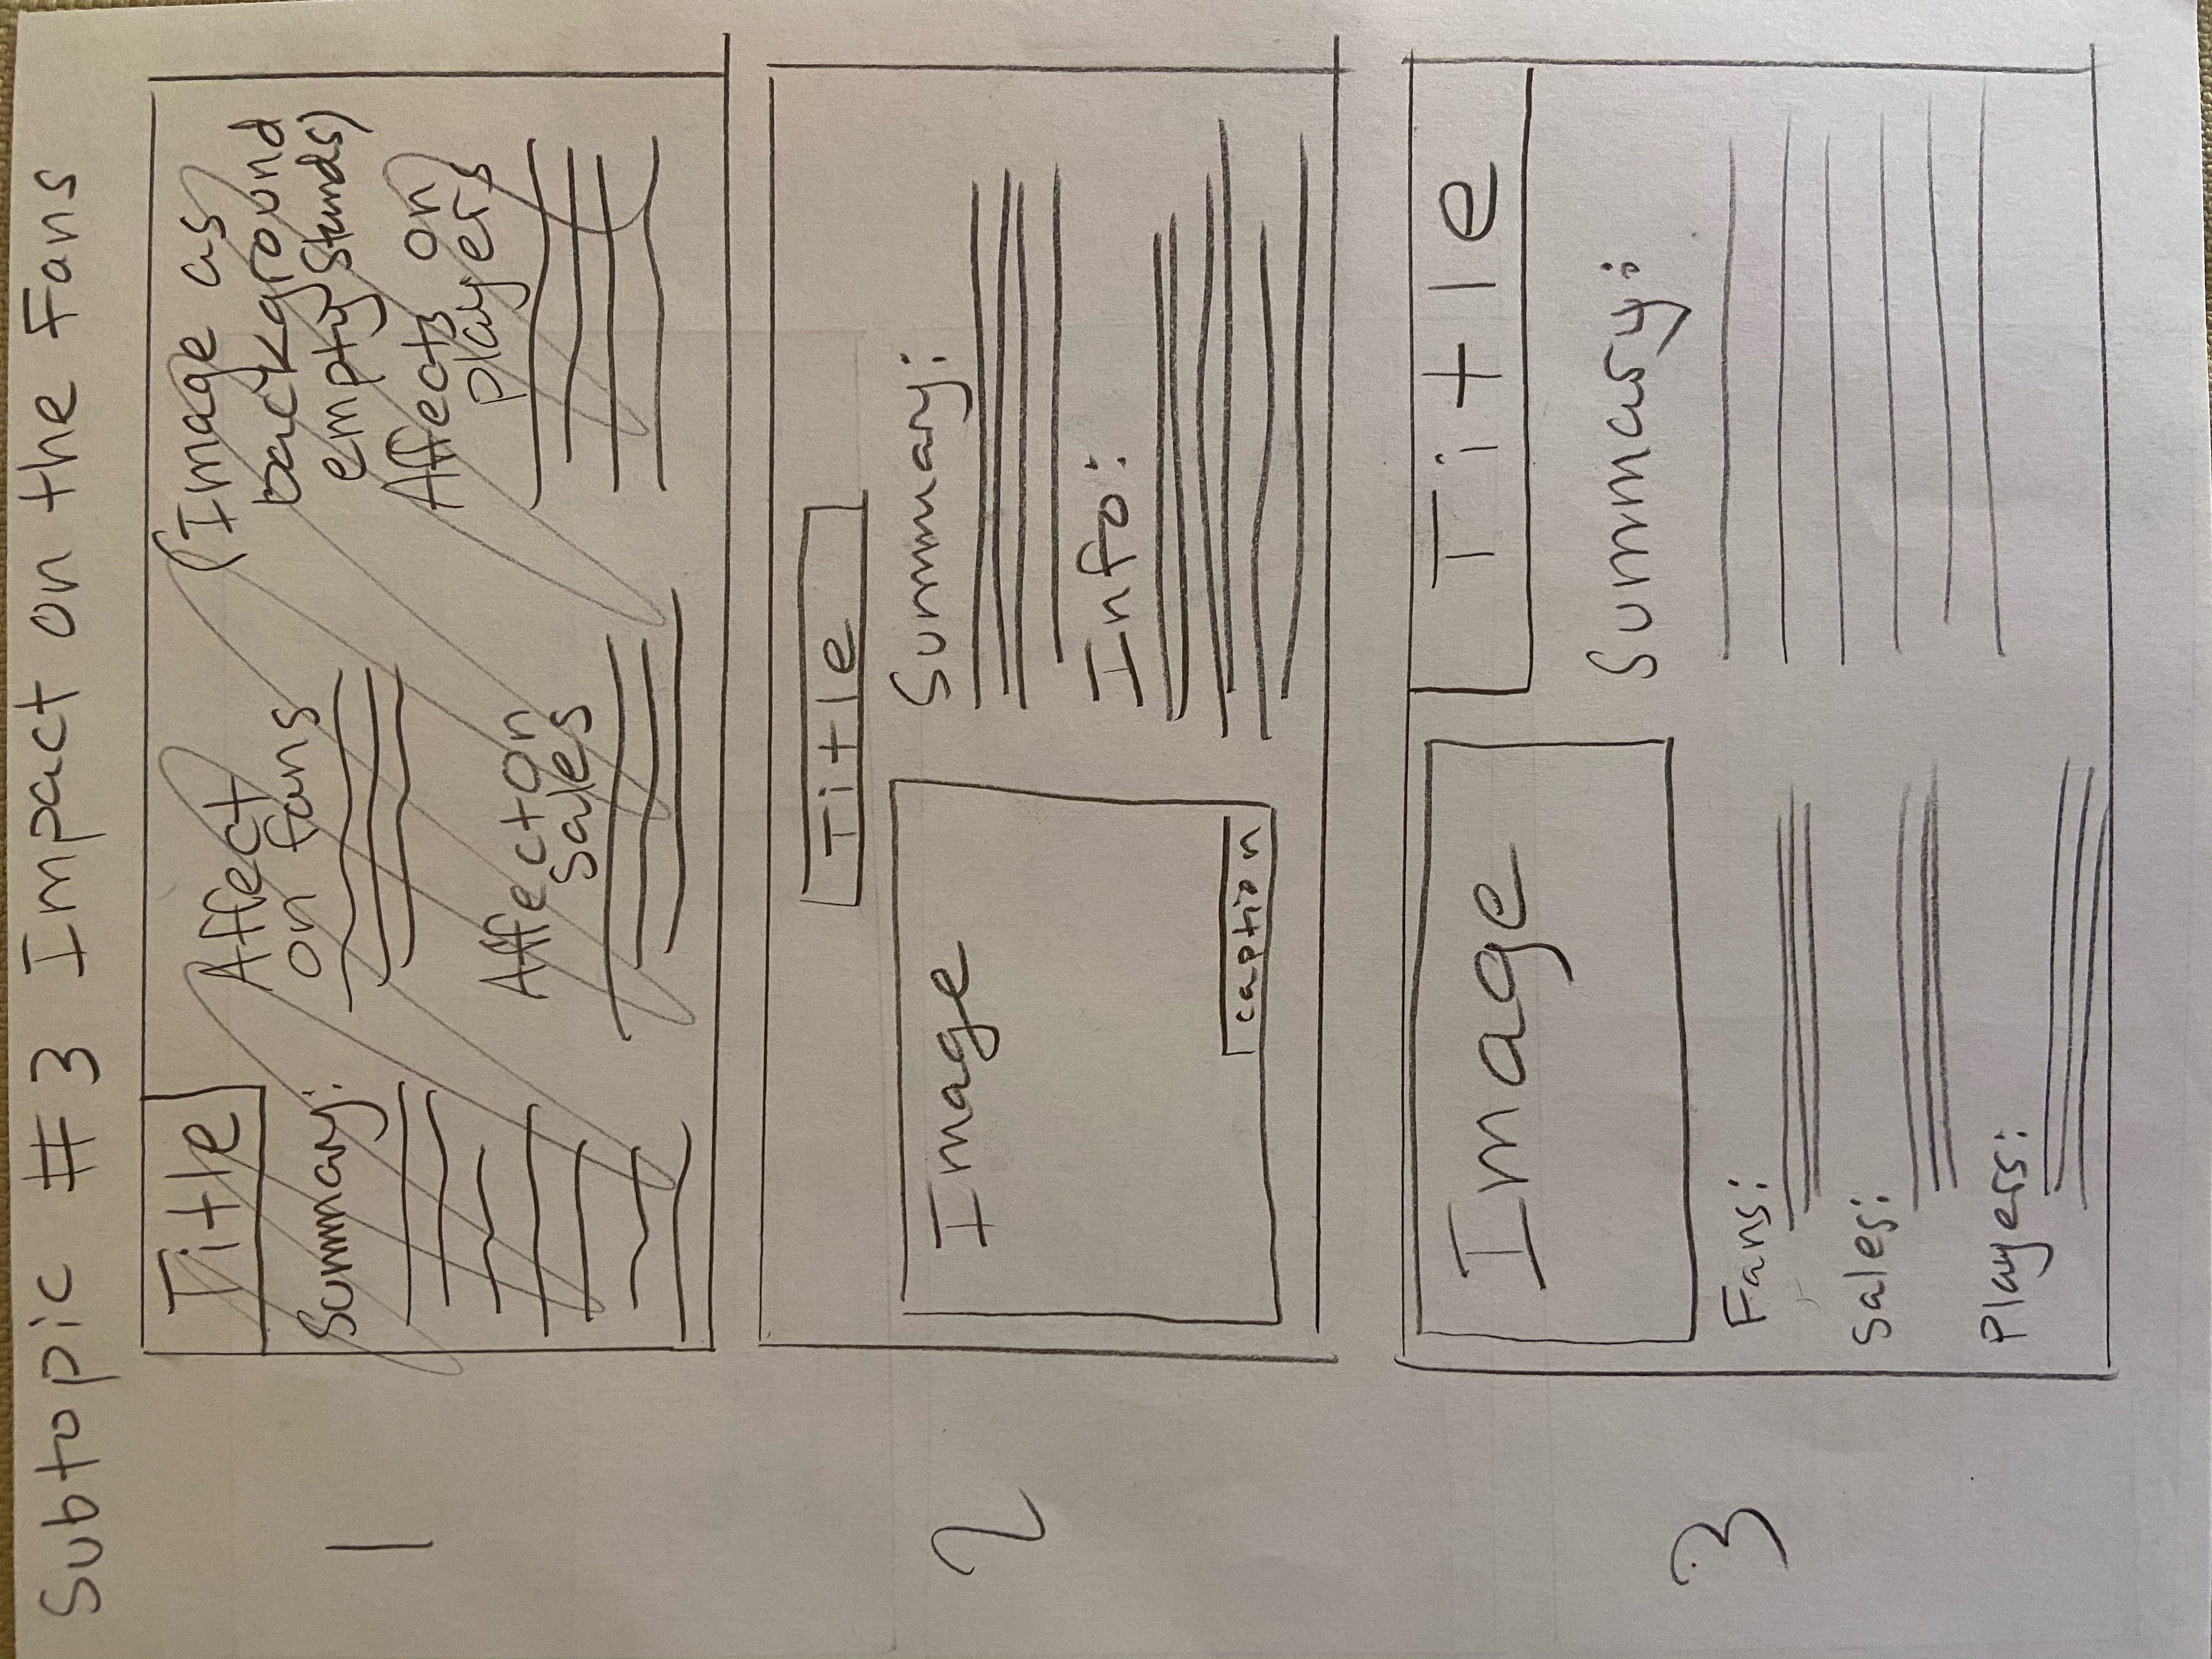 Subtopic #3 Impact on the Fans
1
Title
Summary:
Affect
on fans
Affect on
sales
(Image as
background
empty stands)
Affects on
players
2
Title
Image
caption
Summary:
Info:
3
Image
Title
Fans:
Sales:
Players:
Summary: